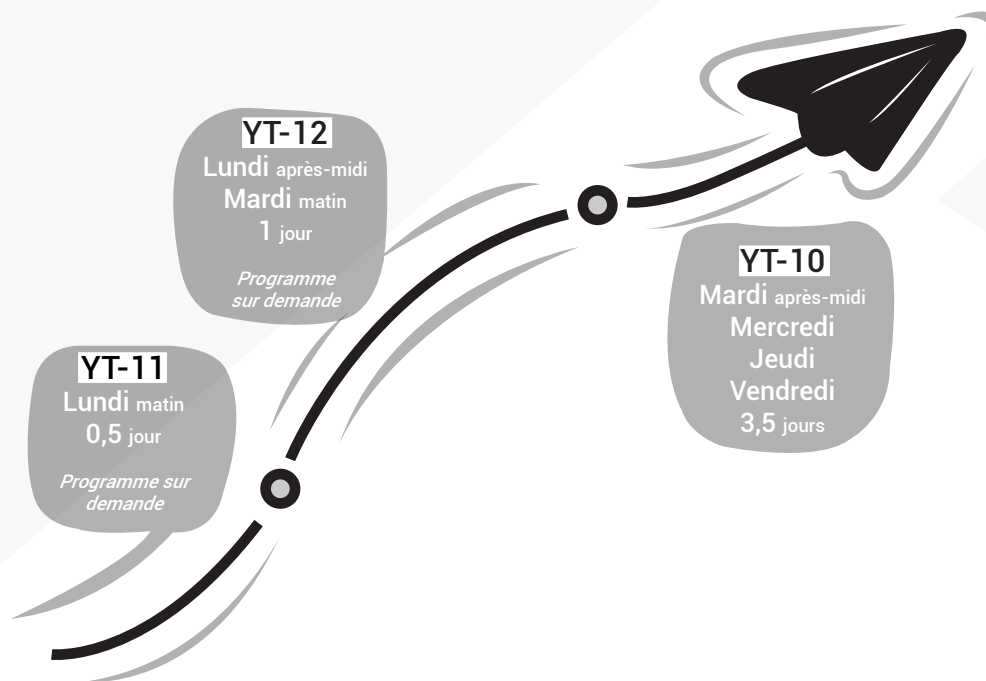 YT-12
Lundi après-midi
Mardi matin
1 jour
Programme
sur demande
YT-10
Mardi après-midi
Mercredi
Jeudi
Vendredi
3,5 jours
YT-11
Lundi matin
0,5 jour
Programme sur
demande